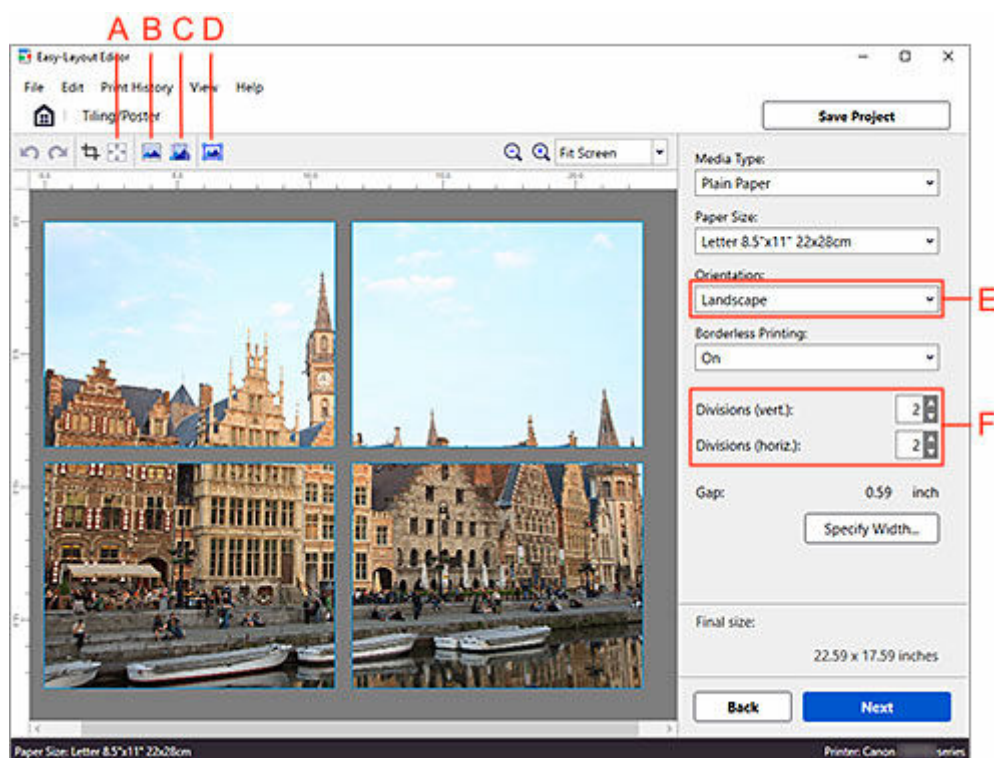 A B C D
Easy-Layout Editor
File Edit Print History View Help
Tiling/Poster
Save Project
Fit Screen
Media Type:
Plain Paper
Paper Size:
Letter 8.5"x11" 22x28cm
Orientation:
Landscape
E
Borderless Printing:
On
Divisions (vert.): 2
F
Divisions (horiz.): 2
Gap: 0.59 inch
Specify Width...
Final size:
22.59 x 17.59 inches
Back Next
Paper Size: Letter 8.5"x11" 22x28cm Printer: Canon series